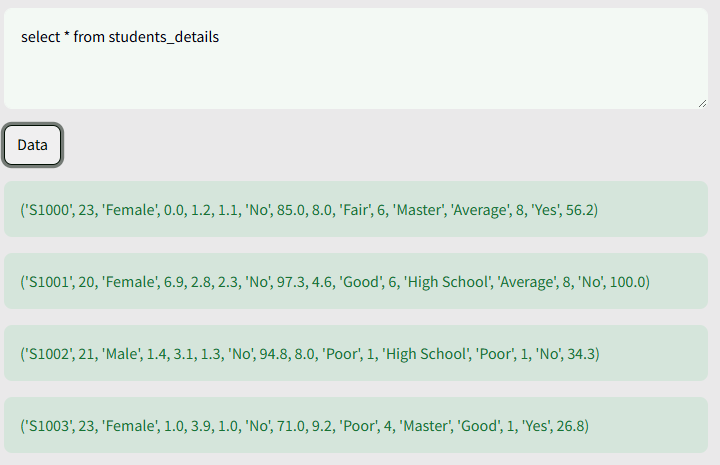 select * from students_details
Data
('S1000', 23, 'Female', 0.0, 1.2, 1.1, 'No', 85.0, 8.0, 'Fair', 6, 'Master', 'Average', 8, 'Yes', 56.2)
('S1001', 20, 'Female', 6.9, 2.8, 2.3, 'No', 97.3, 4.6, 'Good', 6, 'High School', 'Average', 8, 'No', 100.0)
('S1002', 21, 'Male', 1.4, 3.1, 1.3, 'No', 94.8, 8.0, 'Poor', 1, 'High School', 'Poor', 1, 'No', 34.3)
('S1003', 23, 'Female', 1.0, 3.9, 1.0, 'No', 71.0, 9.2, 'Poor', 4, 'Master', 'Good', 1, 'Yes', 26.8)